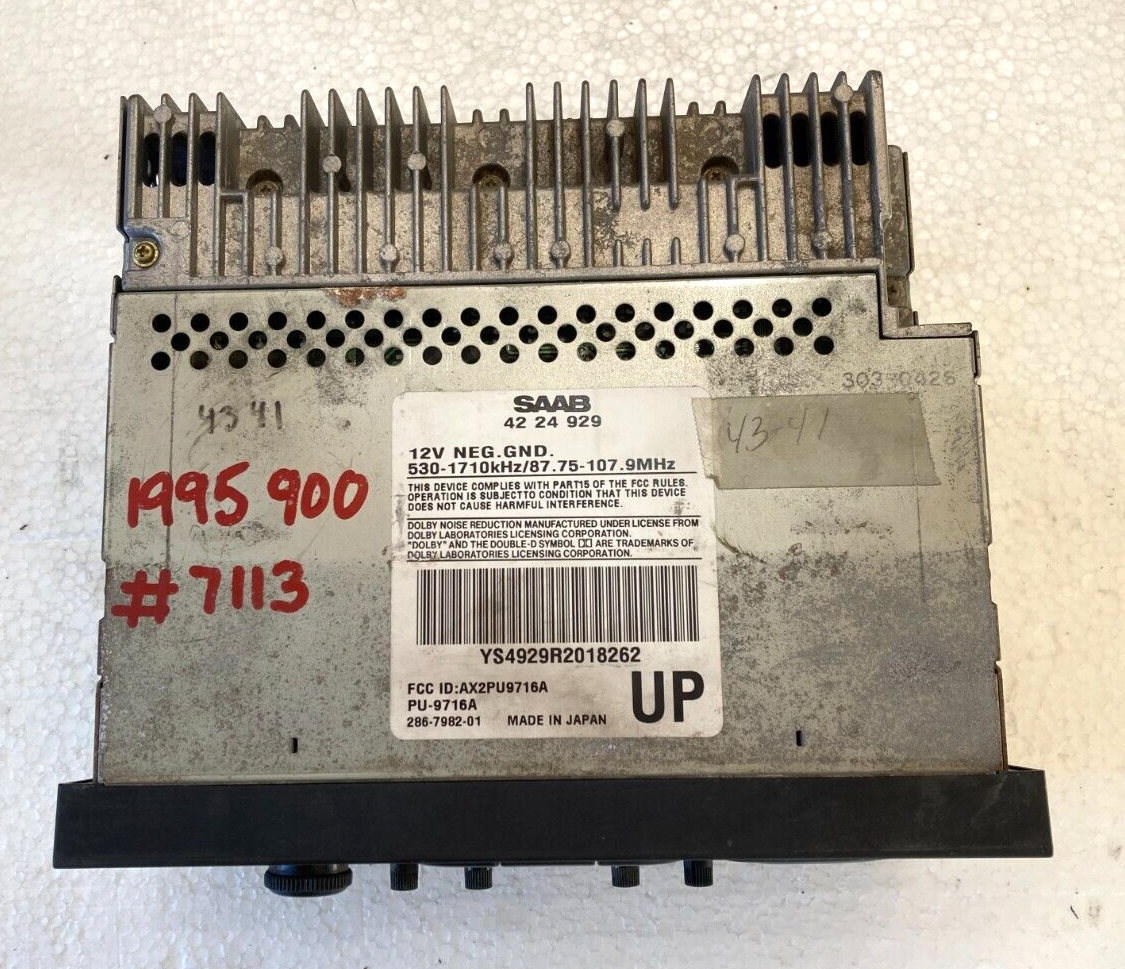 4341
43-41
1995 900
#7113
SAAB
42 24 929
12V NEG.GND.
530-1710kHz/87.75-107.9MHz
THIS DEVICE COMPLIES WITH PART15 OF THE FCC RULES.
OPERATION IS SUBJECTTO CONDITION THAT THIS DEVICE
DOES NOT CAUSE HARMFUL INTERFERENCE.
DOLBY NOISE REDUCTION MANUFACTURED UNDER LICENSE FROM
DOLBY LABORATORIES LICENSING CORPORATION.
"DOLBY" AND THE DOUBLE-D SYMBOL ARE TRADEMARKS OF
DOLBY LABORATORIES LICENSING CORPORATION.
YS4929R2018262
FCC ID:AX2PU9716A
PU-9716A
286-7982-01 MADE IN JAPAN
UP